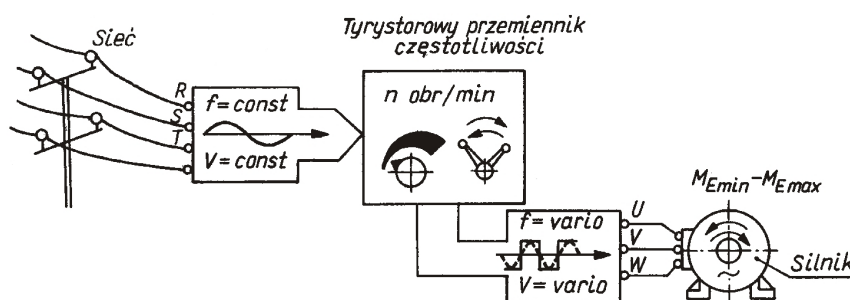 Tyrystorowy przemiennik
częstotliwości
Sieć
R
S
T
f = const
V = const
n obr/min
M_Emin – M_Emax
f = vario
V = vario
U
V
W
Silnik
~